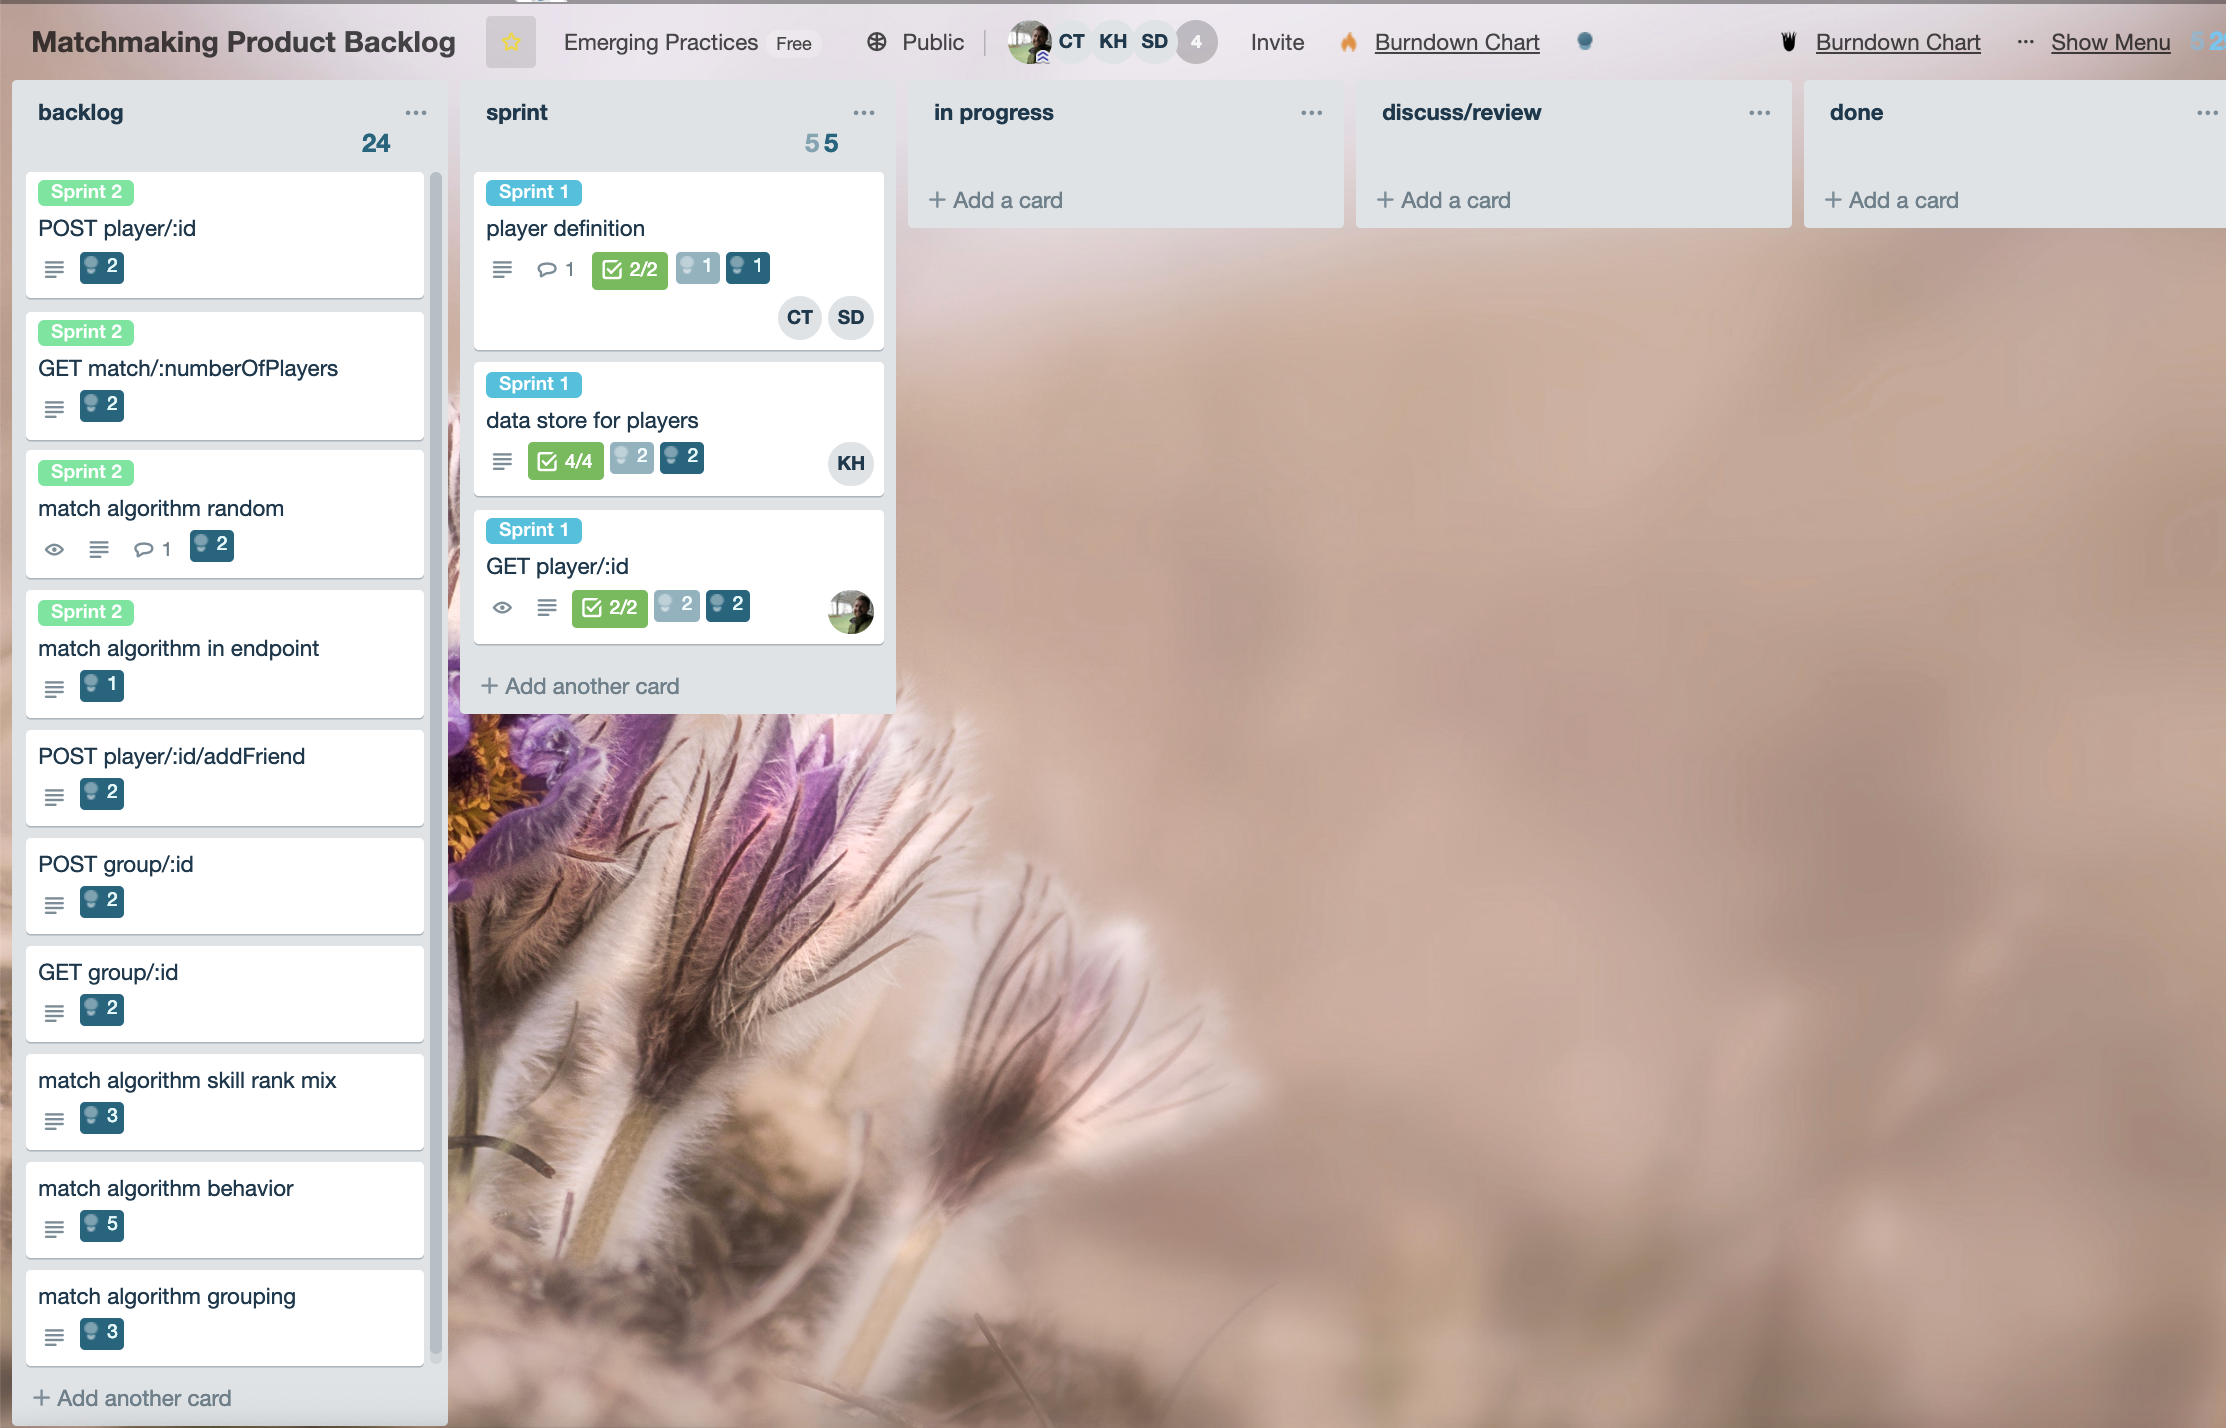 Matchmaking Product Backlog
Emerging Practices Free
Public
CT KH SD 4
Invite
Burndown Chart
Burndown Chart
Show Menu
backlog
24
Sprint 2
POST player/:id
2
Sprint 2
GET match/:numberOfPlayers
2
Sprint 2
match algorithm random
1 2
Sprint 2
match algorithm in endpoint
1
POST player/:id/addFriend
2
POST group/:id
2
GET group/:id
2
match algorithm skill rank mix
3
match algorithm behavior
5
match algorithm grouping
3
+ Add another card
sprint
5 5
Sprint 1
player definition
1 2/2 1 1
CT SD
Sprint 1
data store for players
4/4 2 2
KH
Sprint 1
GET player/:id
2/2 2 2
+ Add another card
in progress
+ Add a card
discuss/review
+ Add a card
done
+ Add a card